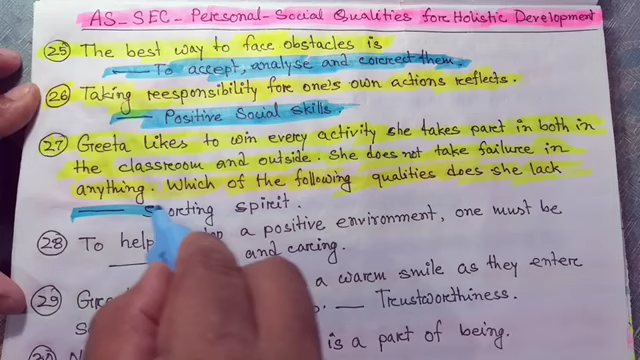 AS-SEC- Personal-Social Qualities for Holistic Development
25 The best way to face obstacles is
To accept, analyse and correct them.
26 Taking reesponsibility for one's own actions reflects.
Positive Social skills.
27 Geeta likes to win every activity she takes part in both in
the classroom and outside. She does not take failure in
anything. Which of the following qualities does she lack
sporting spirit.
28 To help a positive environment, one must be
and caring.
29 a warm smile as they enter
Trustworthiness.
is a part of being.